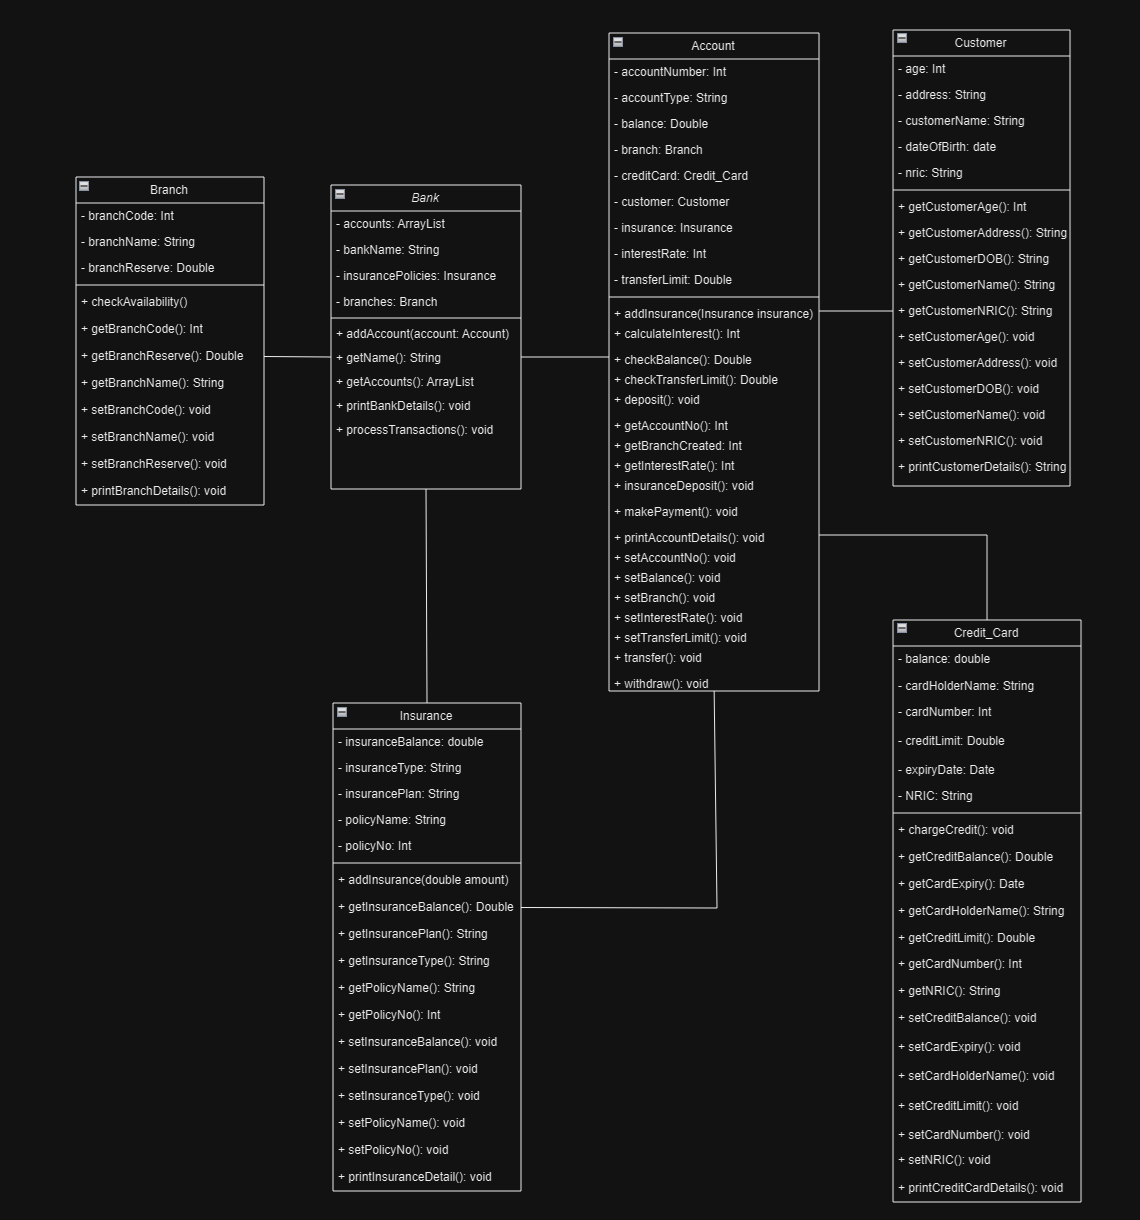 Branch
- branchCode: Int
- branchName: String
- branchReserve: Double
+ checkAvailability()
+ getBranchCode(): Int
+ getBranchReserve(): Double
+ getBranchName(): String
+ setBranchCode(): void
+ setBranchName(): void
+ setBranchReserve(): void
+ printBranchDetails(): void
Bank
- accounts: ArrayList
- bankName: String
- insurancePolicies: Insurance
- branches: Branch
+ addAccount(account: Account)
+ getName(): String
+ getAccounts(): ArrayList
+ printBankDetails(): void
+ processTransactions(): void
Account
- accountNumber: Int
- accountType: String
- balance: Double
- branch: Branch
- creditCard: Credit_Card
- customer: Customer
- insurance: Insurance
- interestRate: Int
- transferLimit: Double
+ addInsurance(Insurance insurance)
+ calculateInterest(): Int
+ checkBalance(): Double
+ checkTransferLimit(): Double
+ deposit(): void
+ getAccountNo(): Int
+ getBranchCreated: Int
+ getInterestRate(): Int
+ insuranceDeposit(): void
+ makePayment(): void
+ printAccountDetails(): void
+ setAccountNo(): void
+ setBalance(): void
+ setBranch(): void
+ setInterestRate(): void
+ setTransferLimit(): void
+ transfer(): void
+ withdraw(): void
Customer
- age: Int
- address: String
- customerName: String
- dateOfBirth: date
- nric: String
+ getCustomerAge(): Int
+ getCustomerAddress(): String
+ getCustomerDOB(): String
+ getCustomerName(): String
+ getCustomerNRIC(): String
+ setCustomerAge(): void
+ setCustomerAddress(): void
+ setCustomerDOB(): void
+ setCustomerName(): void
+ setCustomerNRIC(): void
+ printCustomerDetails(): String
Insurance
- insuranceBalance: double
- insuranceType: String
- insurancePlan: String
- policyName: String
- policyNo: Int
+ addInsurance(double amount)
+ getInsuranceBalance(): Double
+ getInsurancePlan(): String
+ getInsuranceType(): String
+ getPolicyName(): String
+ getPolicyNo(): Int
+ setInsuranceBalance(): void
+ setInsurancePlan(): void
+ setInsuranceType(): void
+ setPolicyName(): void
+ setPolicyNo(): void
+ printInsuranceDetail(): void
Credit_Card
- balance: double
- cardHolderName: String
- cardNumber: Int
- creditLimit: Double
- expiryDate: Date
- NRIC: String
+ chargeCredit(): void
+ getCreditBalance(): Double
+ getCardExpiry(): Date
+ getCardHolderName(): String
+ getCreditLimit(): Double
+ getCardNumber(): Int
+ getNRIC(): String
+ setCreditBalance(): void
+ setCardExpiry(): void
+ setCardHolderName(): void
+ setCreditLimit(): void
+ setCardNumber(): void
+ setNRIC(): void
+ printCreditCardDetails(): void